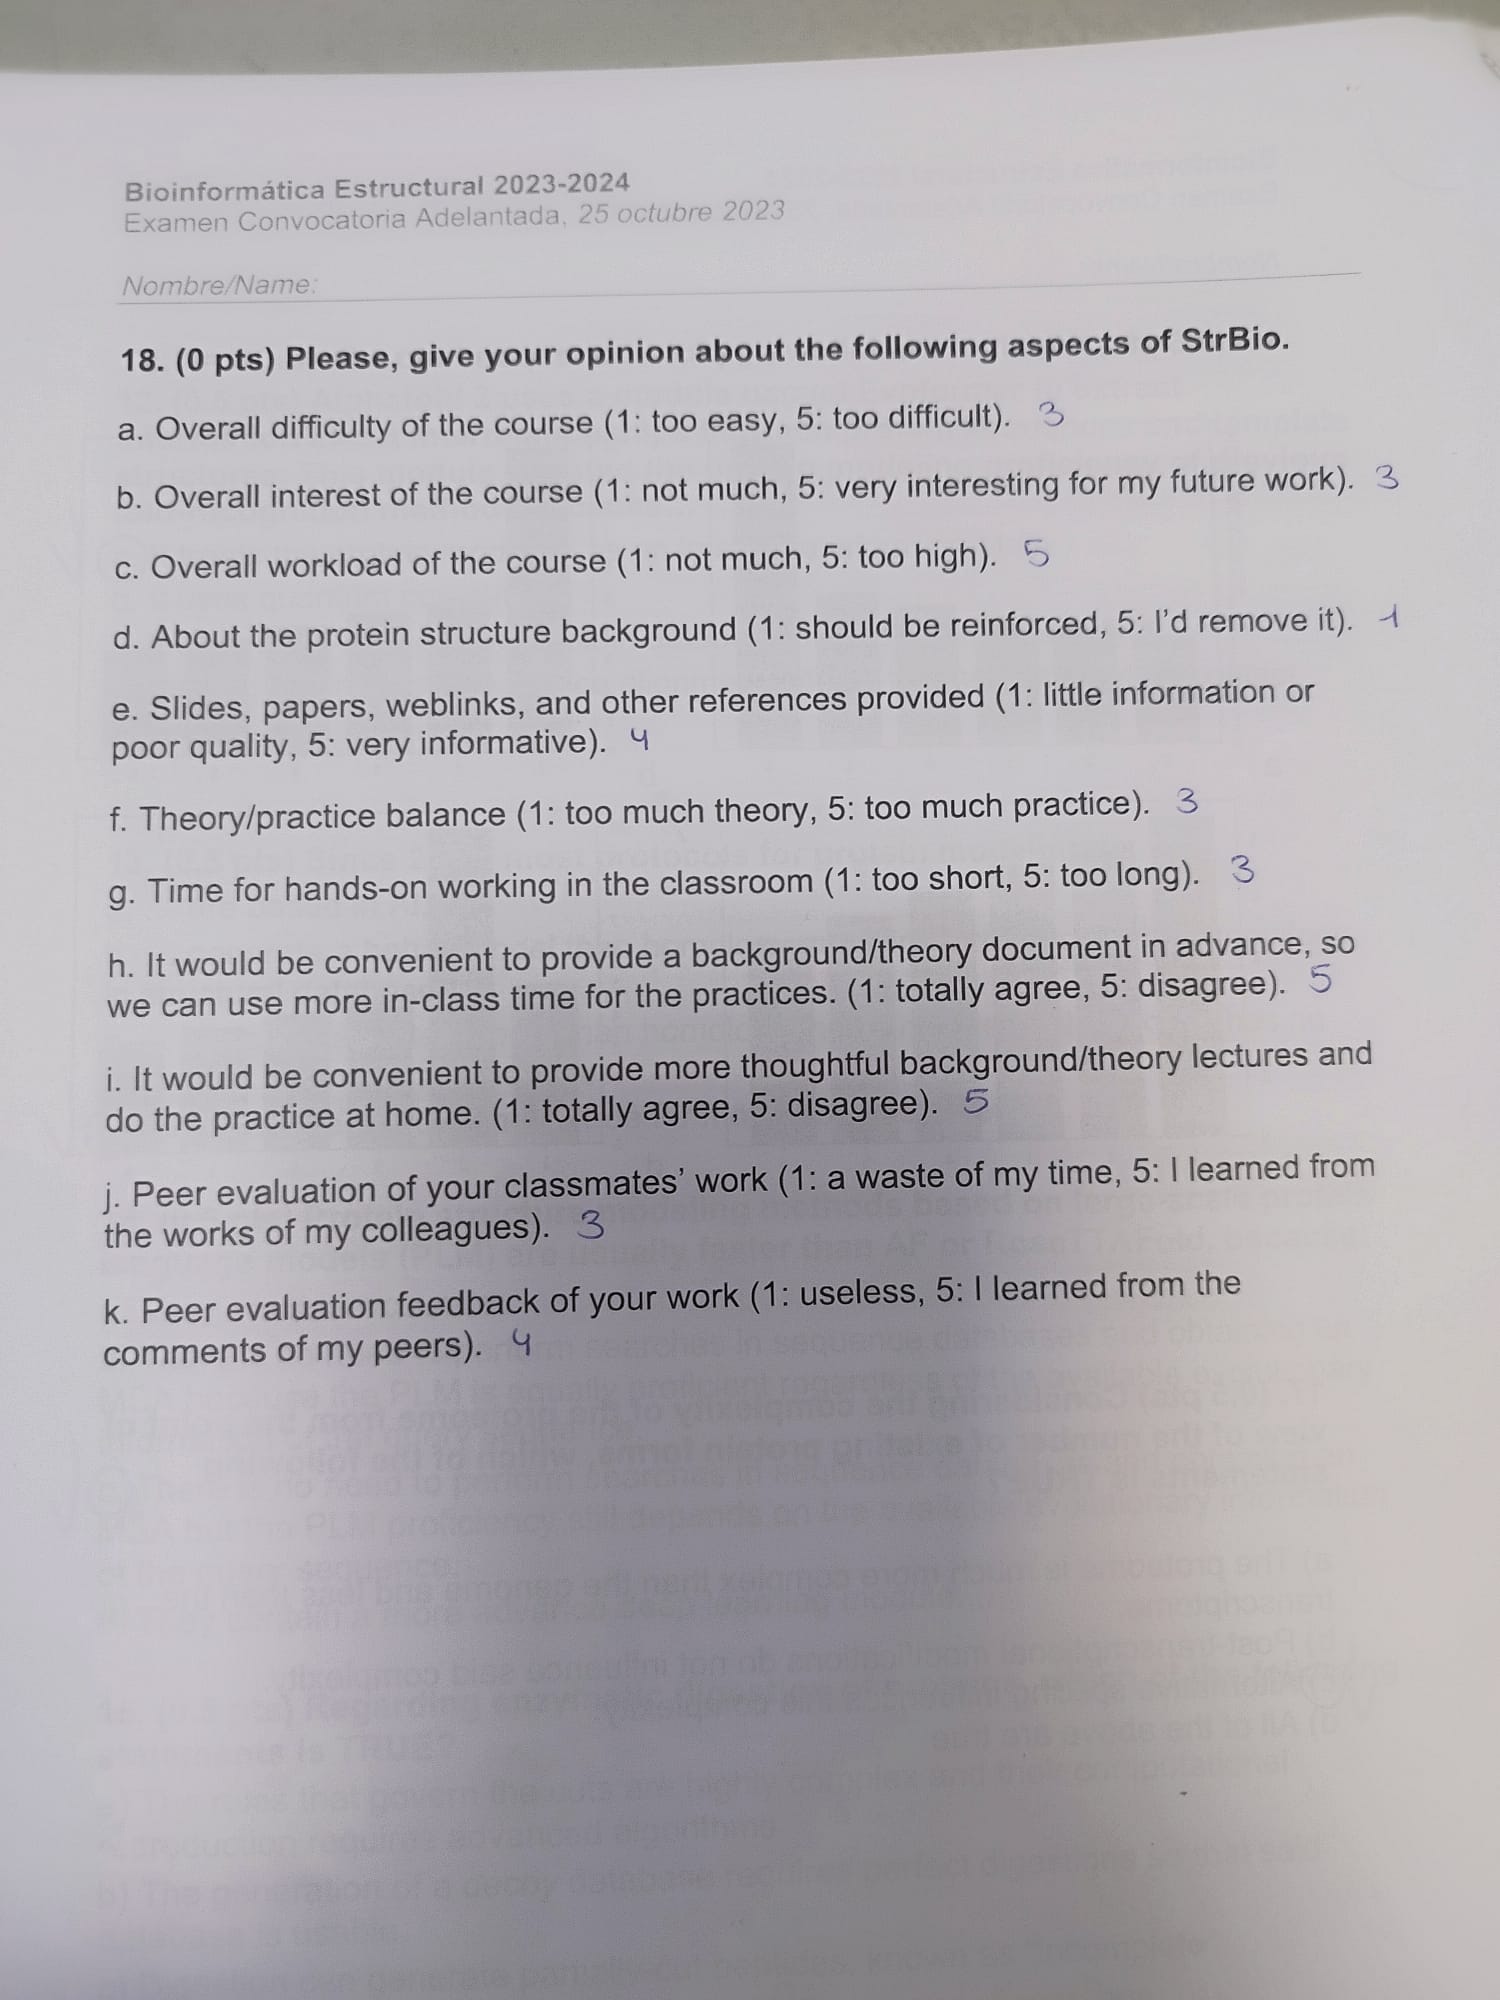 Bioinformática Estructural 2023-2024
Examen Convocatoria Adelantada, 25 octubre 2023
Nombre/Name:
18. (0 pts) Please, give your opinion about the following aspects of StrBio.
a. Overall difficulty of the course (1: too easy, 5: too difficult). 3
b. Overall interest of the course (1: not much, 5: very interesting for my future work). 3
c. Overall workload of the course (1: not much, 5: too high). 5
d. About the protein structure background (1: should be reinforced, 5: I'd remove it). 1
e. Slides, papers, weblinks, and other references provided (1: little information or
poor quality, 5: very informative). 4
f. Theory/practice balance (1: too much theory, 5: too much practice). 3
g. Time for hands-on working in the classroom (1: too short, 5: too long). 3
h. It would be convenient to provide a background/theory document in advance, so
we can use more in-class time for the practices. (1: totally agree, 5: disagree). 5
i. It would be convenient to provide more thoughtful background/theory lectures and
do the practice at home. (1: totally agree, 5: disagree). 5
j. Peer evaluation of your classmates' work (1: a waste of my time, 5: I learned from
the works of my colleagues). 3
k. Peer evaluation feedback of your work (1: useless, 5: I learned from the
comments of my peers). 4